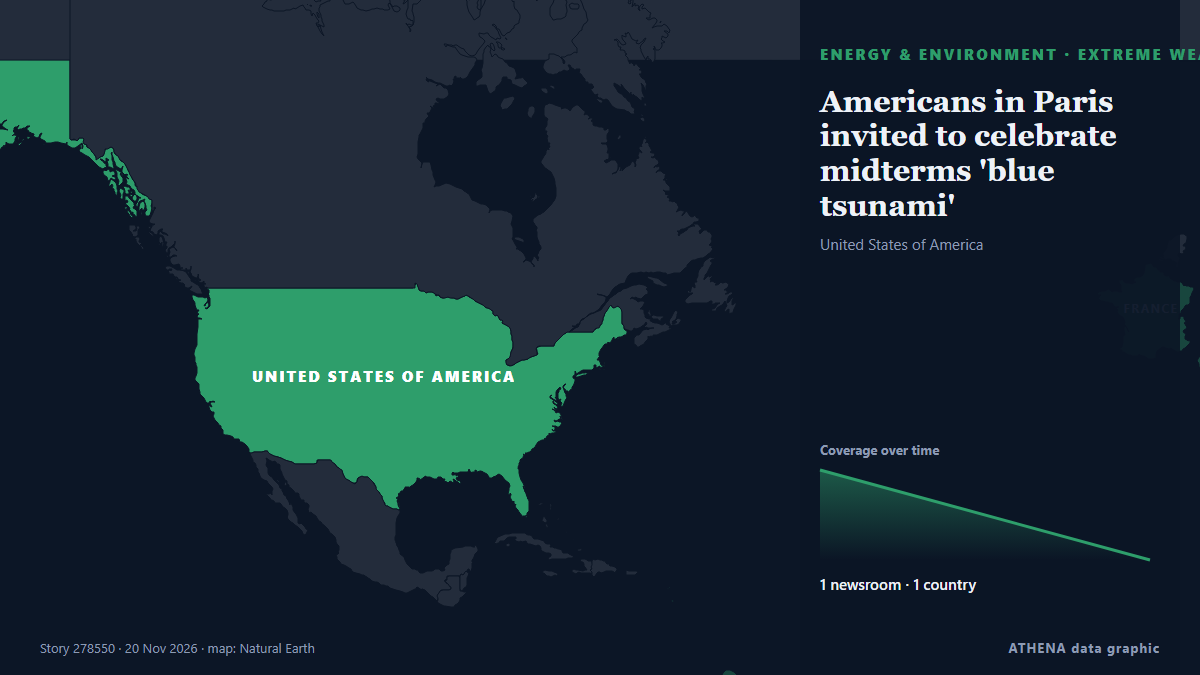 ENERGY & ENVIRONMENT · EXTREME WEA
Americans in Paris
invited to celebrate
midterms 'blue
tsunami'
United States of America
FRANCE
UNITED STATES OF AMERICA
Coverage over time
1 newsroom · 1 country
Story 278550 · 20 Nov 2026 · map: Natural Earth
ATHENA data graphic